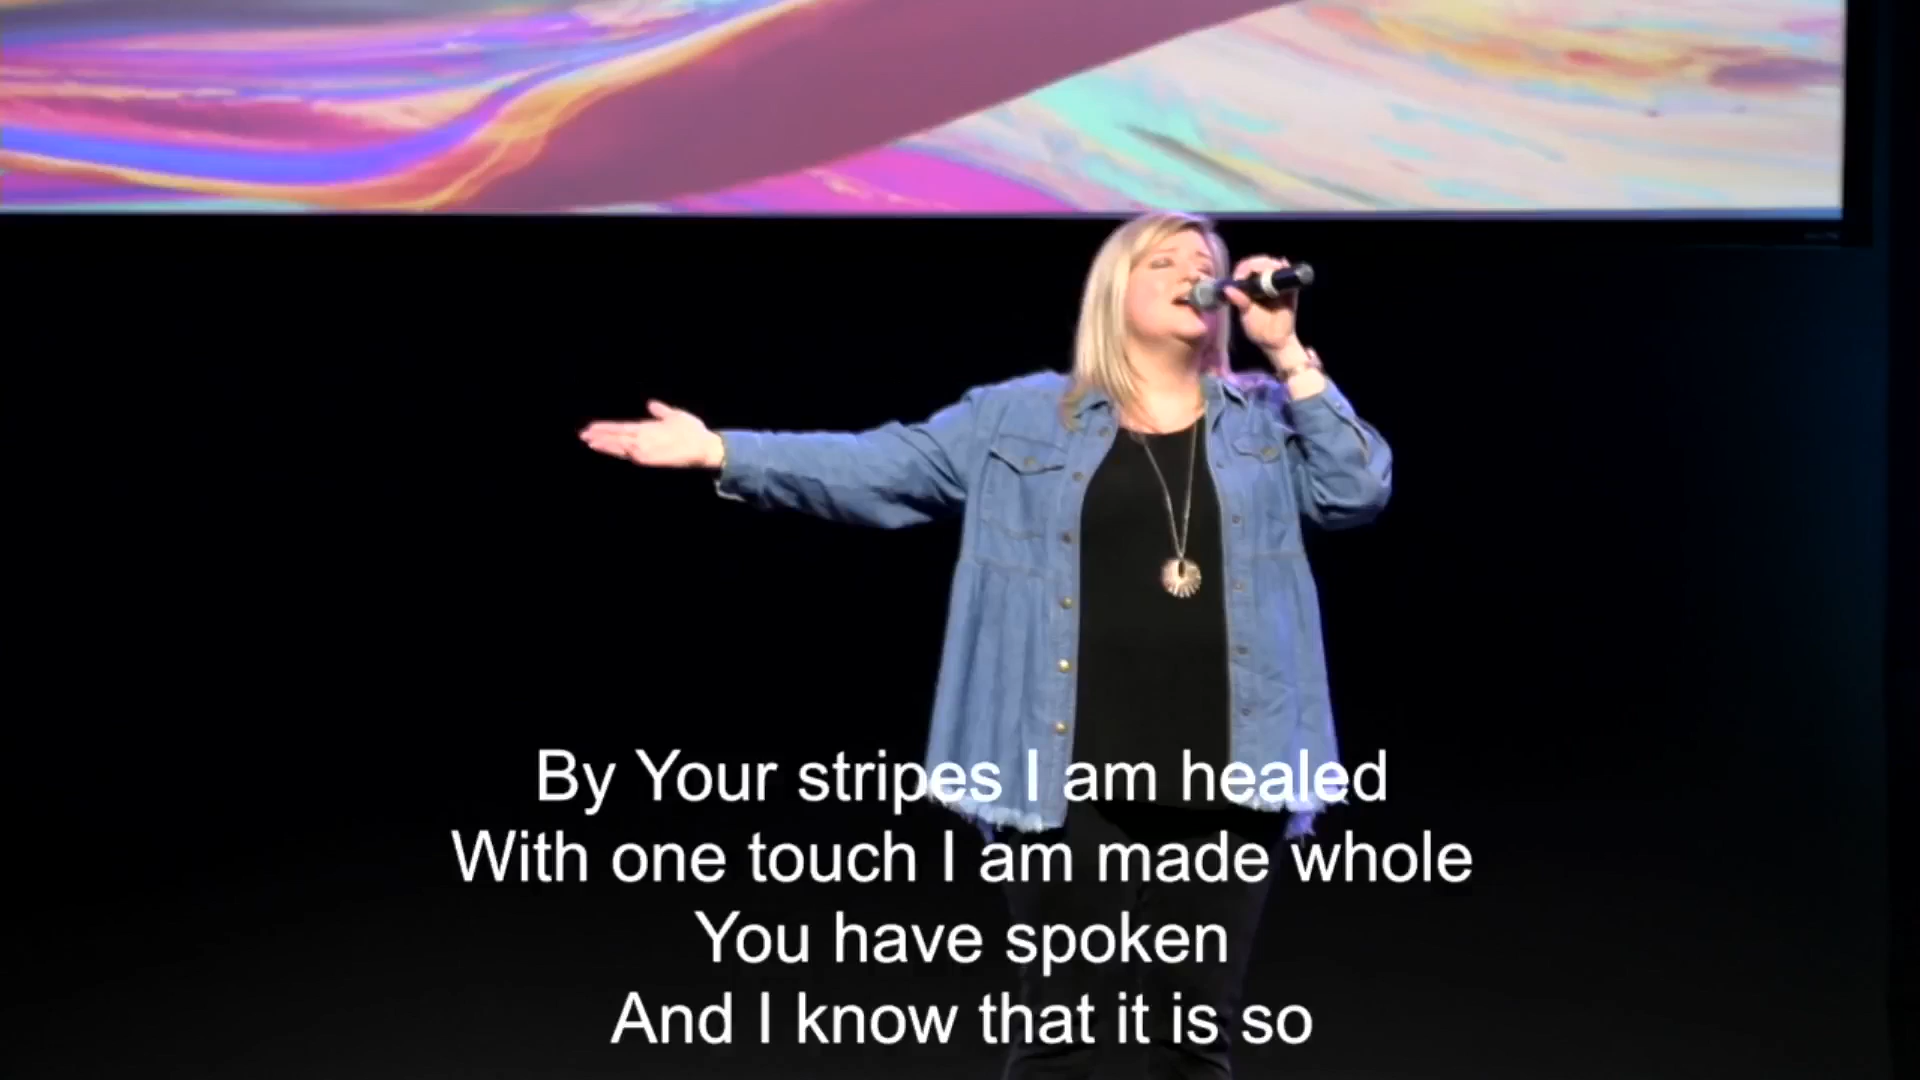 By Your stripes I am healed
With one touch I am made whole
You have spoken
And I know that it is so